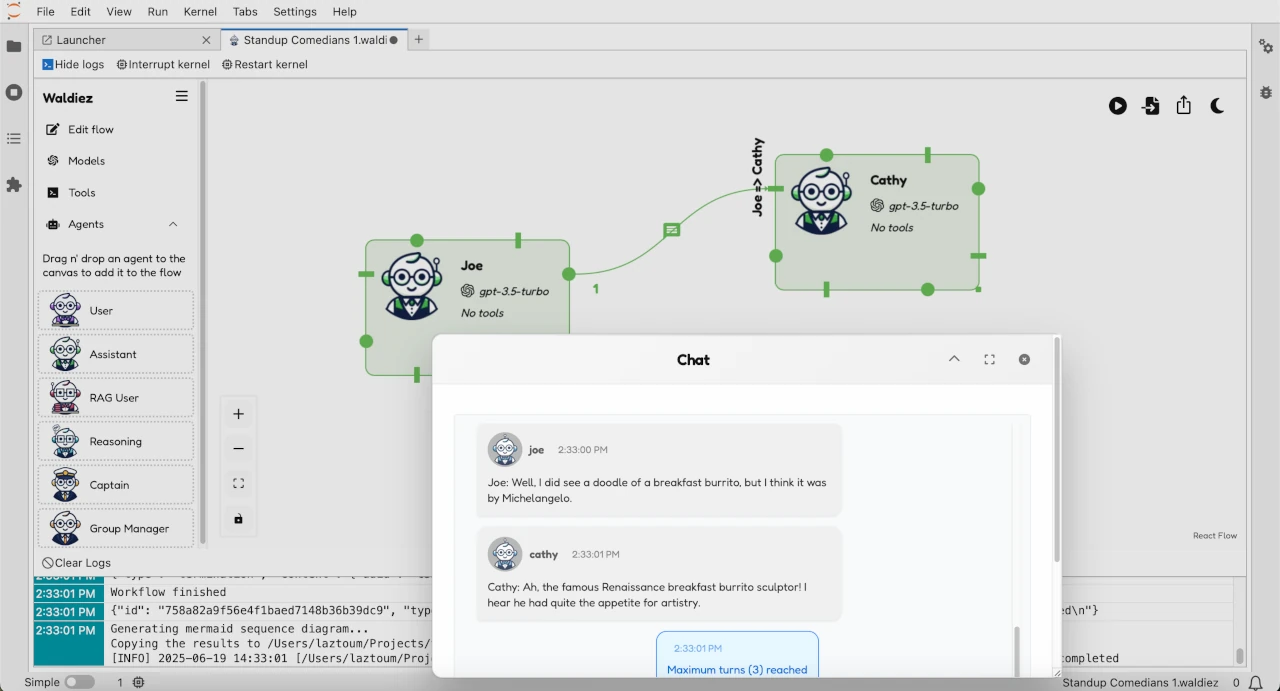 File Edit View Run Kernel Tabs Settings Help
Launcher
Standup Comedians 1.waldi
Hide logs Interrupt kernel Restart kernel
Waldiez
Edit flow
Models
Tools
Agents
Drag n' drop an agent to the
canvas to add it to the flow
User
Assistant
RAG User
Reasoning
Captain
Group Manager
Joe => Cathy
Cathy
gpt-3.5-turbo
No tools
Joe
gpt-3.5-turbo
No tools
1
Chat
joe 2:33:00 PM
Joe: Well, I did see a doodle of a breakfast burrito, but I think it was
by Michelangelo.
cathy 2:33:01 PM
Cathy: Ah, the famous Renaissance breakfast burrito sculptor! I
hear he had quite the appetite for artistry.
2:33:01 PM
Maximum turns (3) reached
React Flow
Clear Logs
2:33:01 PM Workflow finished
2:33:01 PM {"id": "758a82a9f56e4f1baed7148b36b39dc9", "typ ed\n"}
2:33:01 PM Generating mermaid sequence diagram...
Copying the results to /Users/laztoum/Projects/
[INFO] 2025-06-19 14:33:01 [/Users/laztoum/Proj ompleted
Simple 1 Standup Comedians 1.waldiez 0